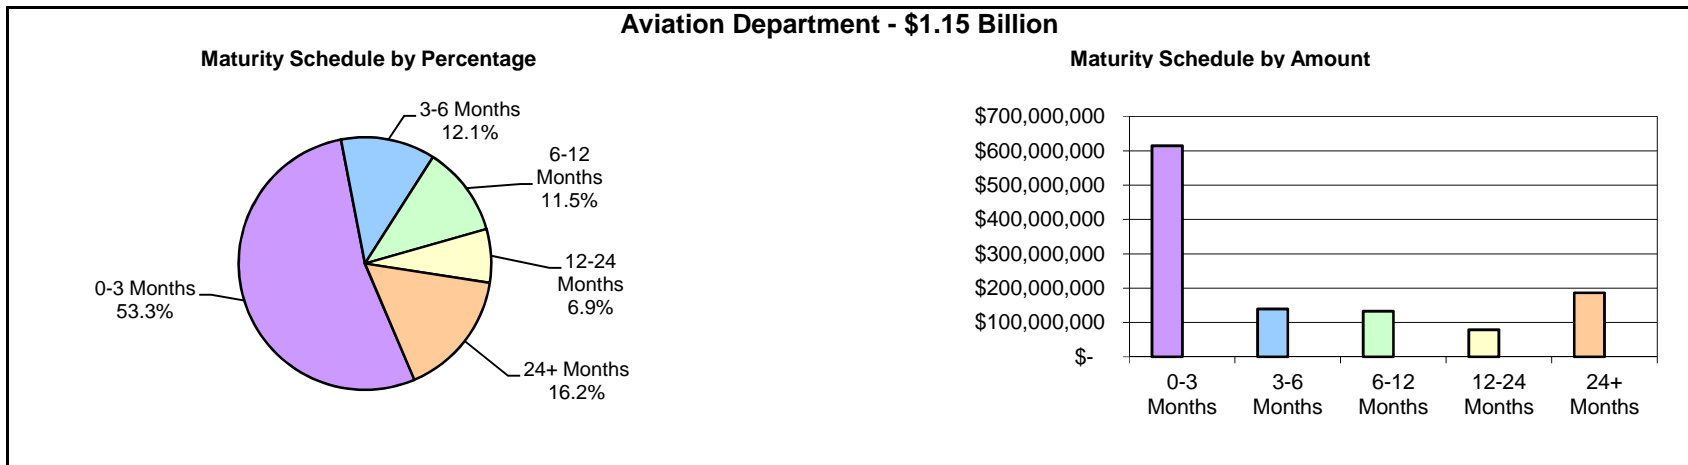 Aviation Department - $1.15 Billion
Maturity Schedule by Percentage
3-6 Months
12.1%
6-12
Months
11.5%
12-24
Months
6.9%
24+ Months
16.2%
0-3 Months
53.3%
Maturity Schedule by Amount
$700,000,000
$600,000,000
$500,000,000
$400,000,000
$300,000,000
$200,000,000
$100,000,000
$-
0-3
Months
3-6
Months
6-12
Months
12-24
Months
24+
Months